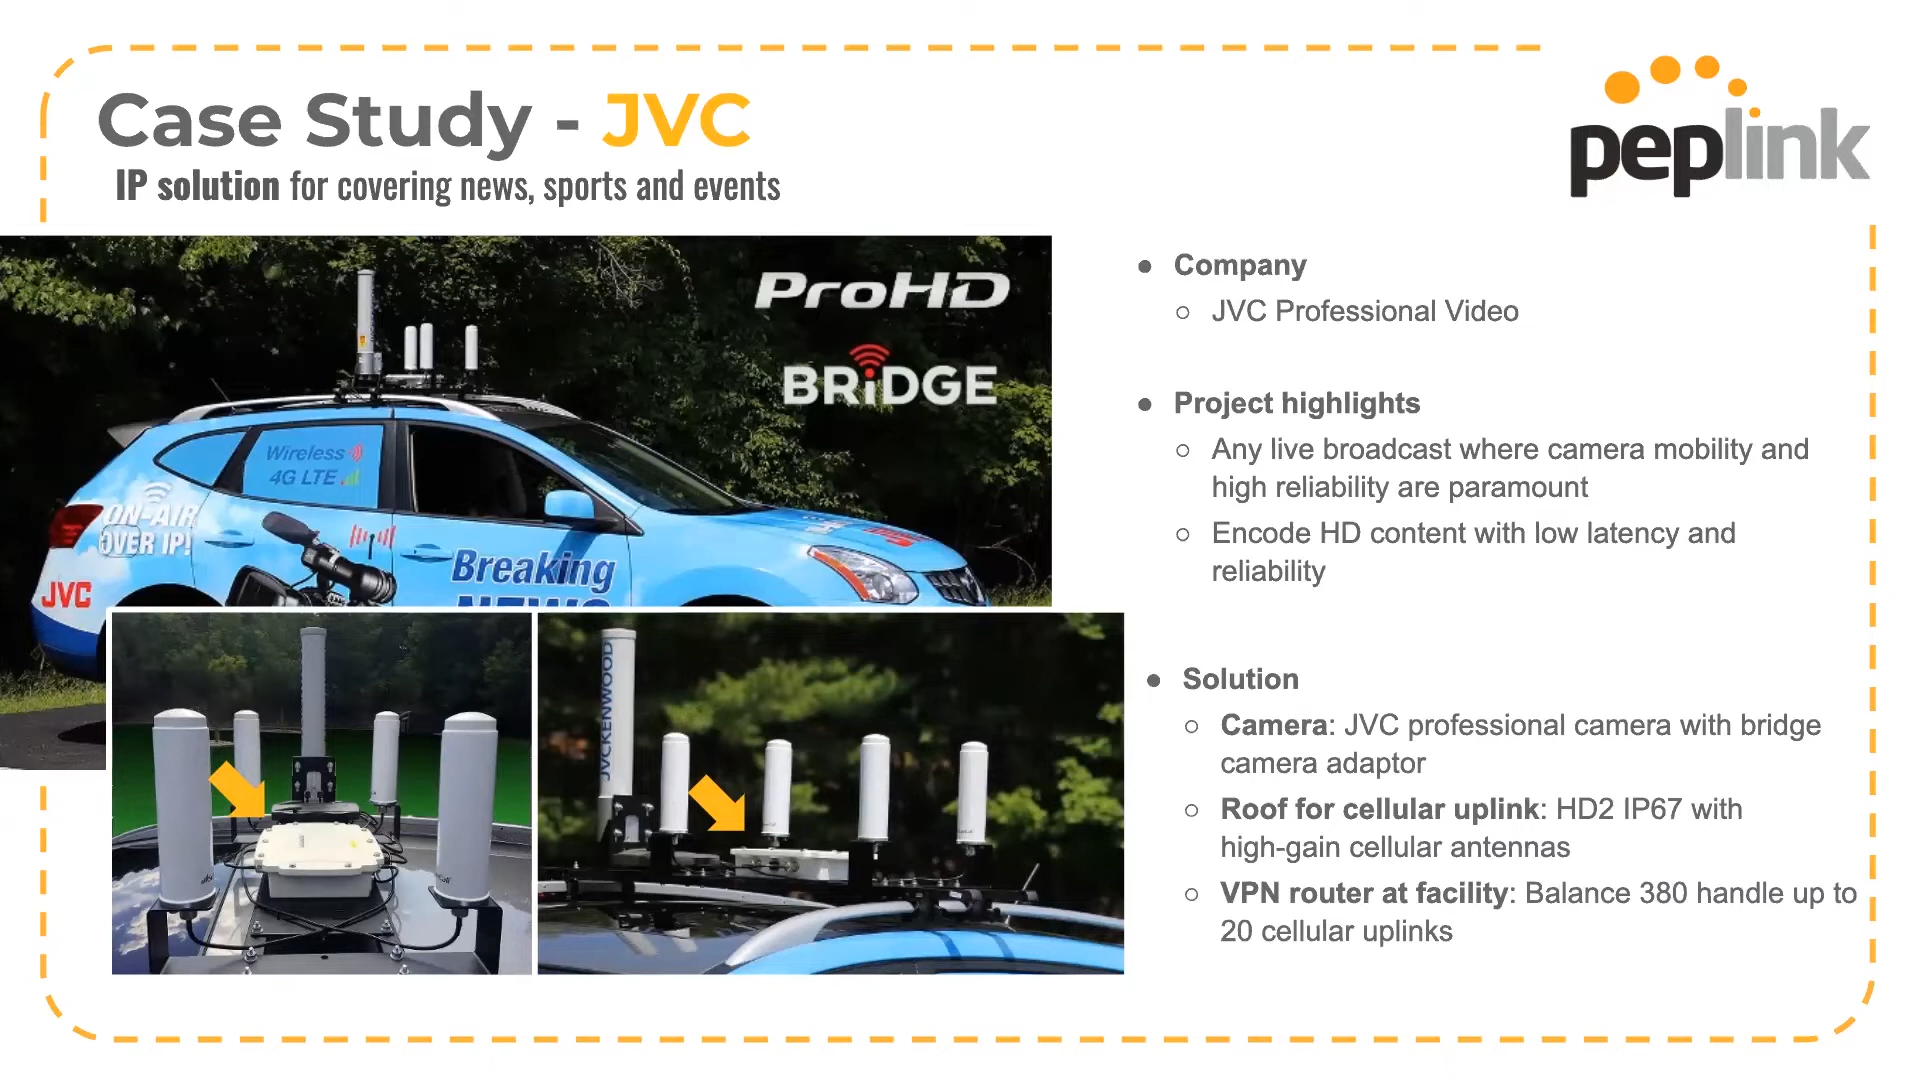 Case Study - JVC
IP solution for covering news, sports and events
peplink
ProHD
BRiDGE
Wireless
4G LTE
ON-AIR
OVER IP!
JVC
Breaking
NEWS
JVCKENWOOD
● Company
○ JVC Professional Video
● Project highlights
○ Any live broadcast where camera mobility and
high reliability are paramount
○ Encode HD content with low latency and
reliability
● Solution
○ Camera: JVC professional camera with bridge
camera adaptor
○ Roof for cellular uplink: HD2 IP67 with
high-gain cellular antennas
○ VPN router at facility: Balance 380 handle up to
20 cellular uplinks